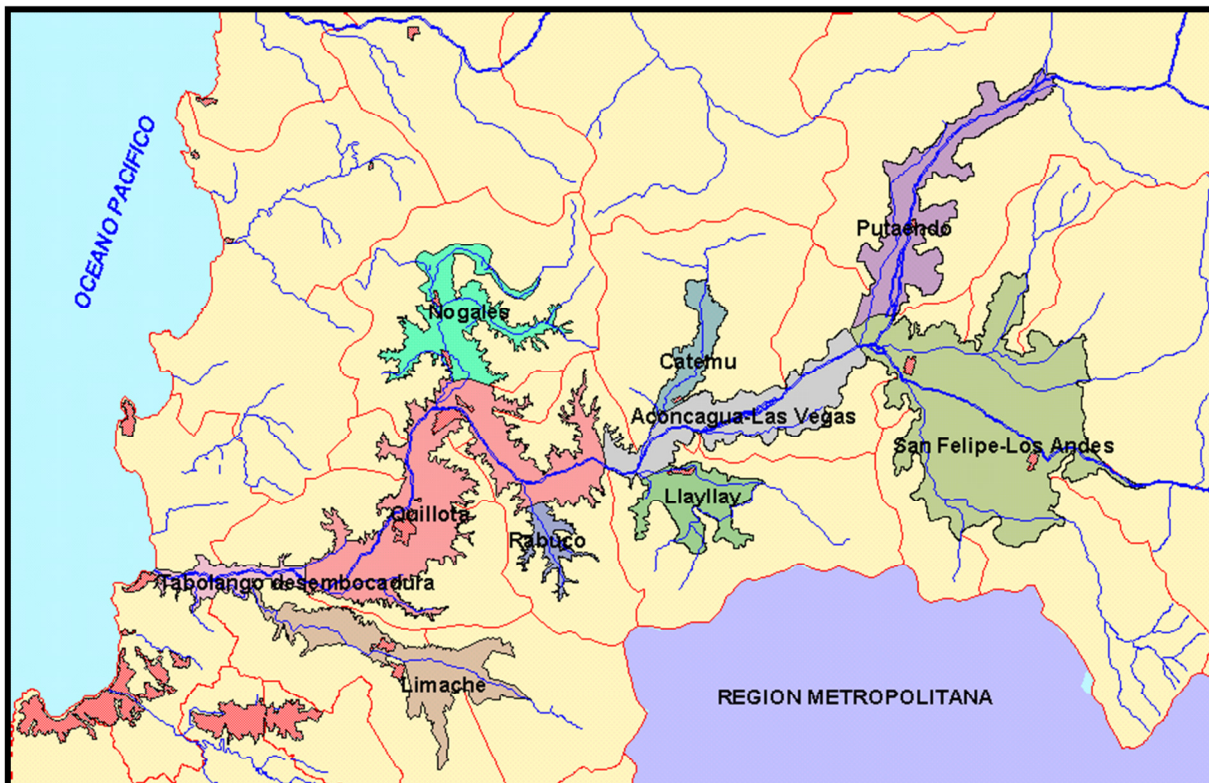 OCEANO PACIFICO
Putaendo
Nogales
Catemu
Aconcagua-Las Vegas
San Felipe-Los Andes
Llayllay
Quillota
Rabuco
Tabolango desembocadura
Limache
REGION METROPOLITANA